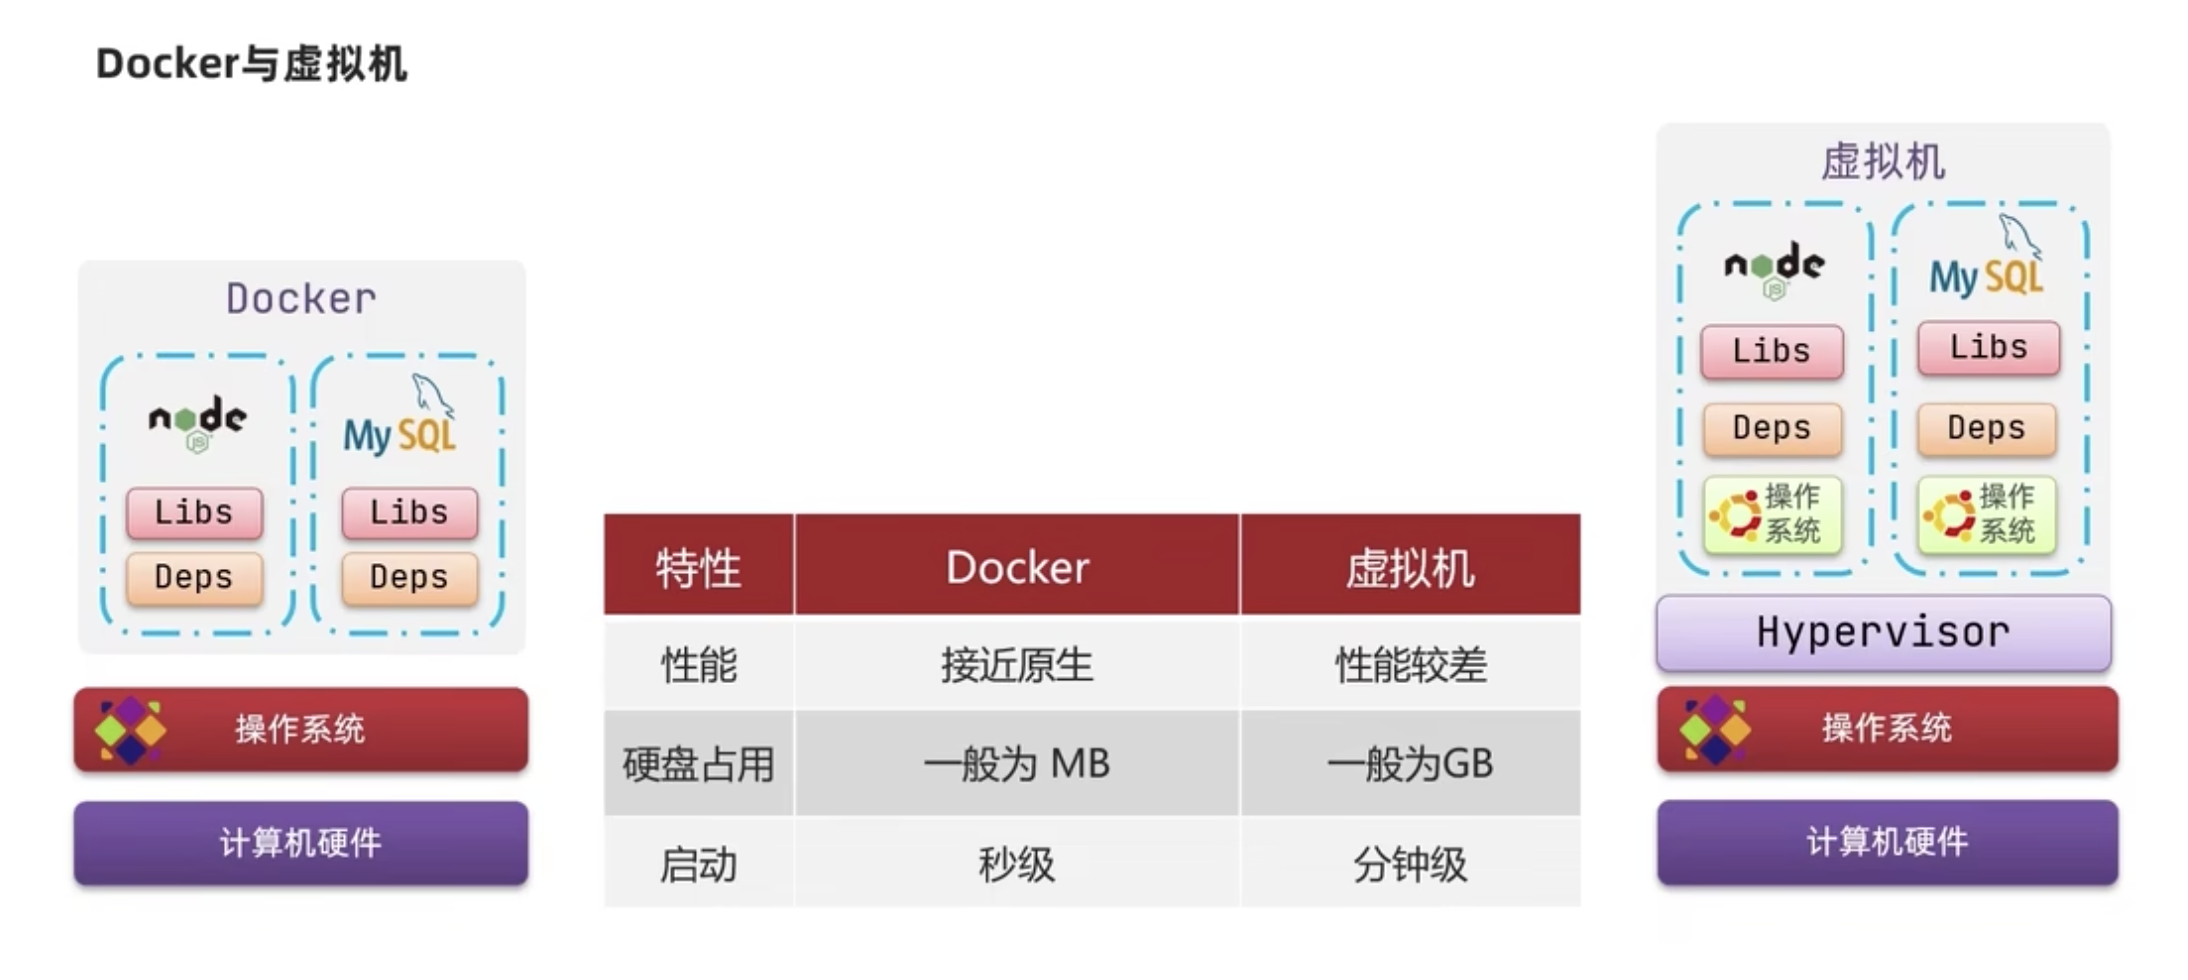 Docker与虚拟机
Docker
node
JS
MySQL
Libs
Libs
Deps
Deps
操作系统
计算机硬件
特性 Docker 虚拟机
性能 接近原生 性能较差
硬盘占用 一般为 MB 一般为GB
启动 秒级 分钟级
虚拟机
node
JS
MySQL
Libs
Libs
Deps
Deps
操作
系统
操作
系统
Hypervisor
操作系统
计算机硬件